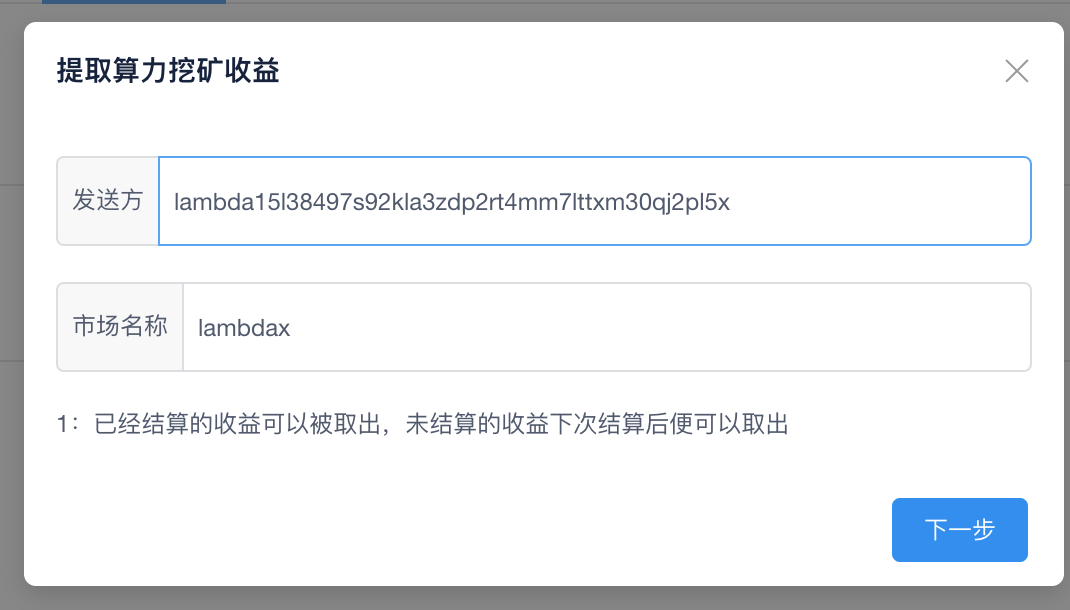 提取算力挖矿收益
发送方 lambda15l38497s92kla3zdp2rt4mm7lttxm30qj2pl5x
市场名称 lambdax
1：已经结算的收益可以被取出，未结算的收益下次结算后便可以取出
下一步